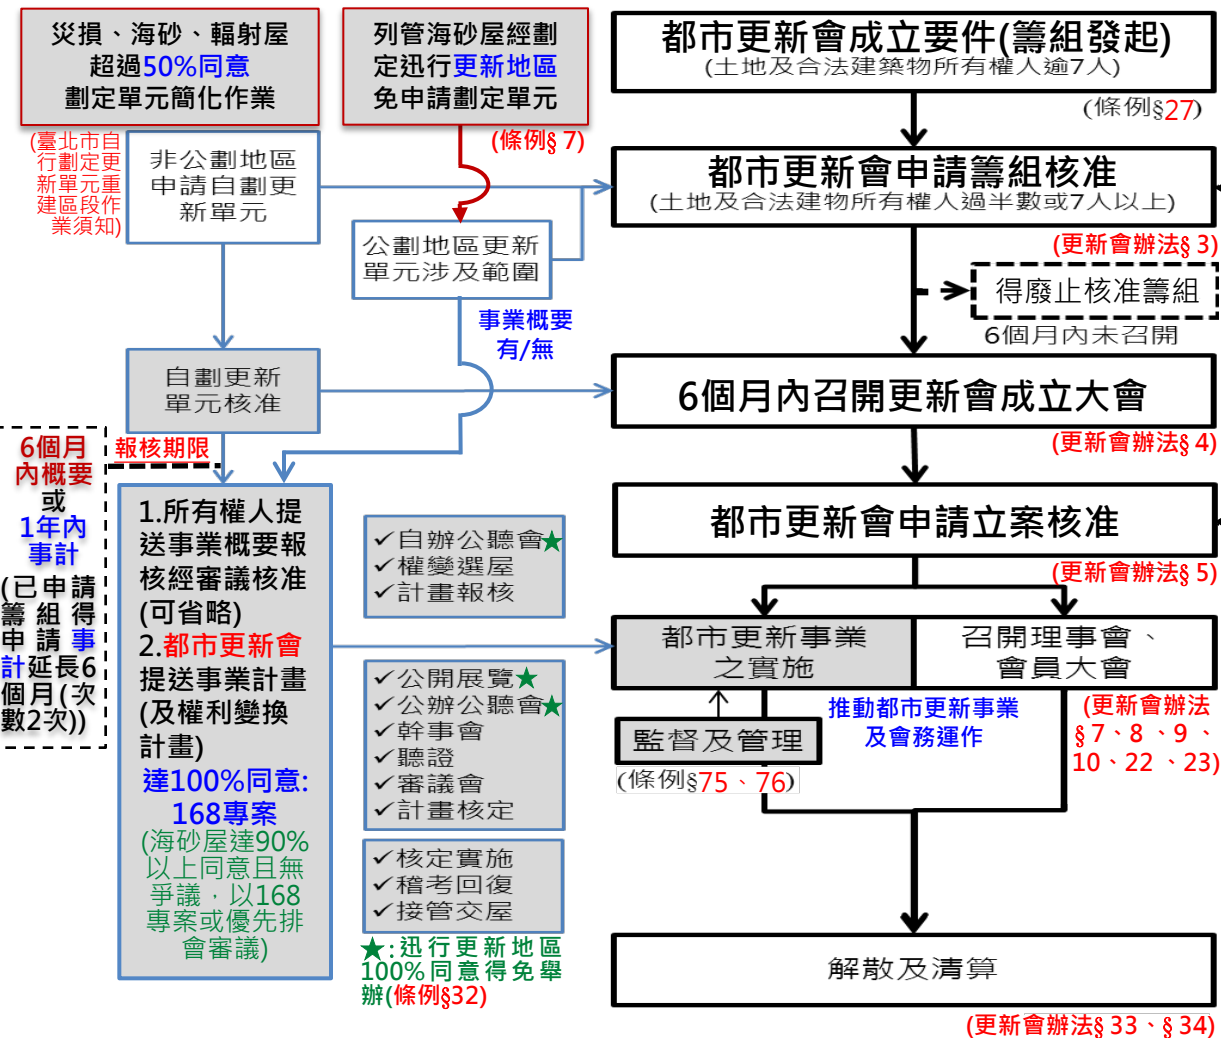 災損、海砂、輻射屋
超過50%同意
劃定單元簡化作業
列管海砂屋經劃
定迅行更新地區
免申請劃定單元
(條例§7)
(臺北市自
行劃定更
新單元重
建區段作
業須知)
非公劃地區
申請自劃更
新單元
公劃地區更新
單元涉及範圍
事業概要
有/無
自劃更新
單元核准
報核期限
6個月
內概要
或
1年內
事計
(已申請
籌組得
申請事
計延長6
個月(次
數2次))
1.所有權人提
送事業概要報
核經審議核准
(可省略)
2.都市更新會
提送事業計畫
(及權利變換
計畫)
達100%同意:
168專案
(海砂屋達90%
以上同意且無
爭議，以168
專案或優先排
會審議)
✓自辦公聽會★
✓權變選屋
✓計畫報核
✓公開展覽★
✓公辦公聽會★
✓幹事會
✓聽證
✓審議會
✓計畫核定
✓核定實施
✓稽考回復
✓接管交屋
★:迅行更新地區
100%同意得免舉
辦(條例§32)
都市更新會成立要件(籌組發起)
(土地及合法建築物所有權人逾7人)
(條例§27)
都市更新會申請籌組核准
(土地及合法建物所有權人過半數或7人以上)
(更新會辦法§3)
得廢止核准籌組
6個月內未召開
6個月內召開更新會成立大會
(更新會辦法§4)
都市更新會申請立案核准
(更新會辦法§5)
都市更新事業
之實施
召開理事會、
會員大會
監督及管理
(條例§75、76)
推動都市更新事業
及會務運作
(更新會辦法
§7、8、9、
10、22、23)
解散及清算
(更新會辦法§33、§34)